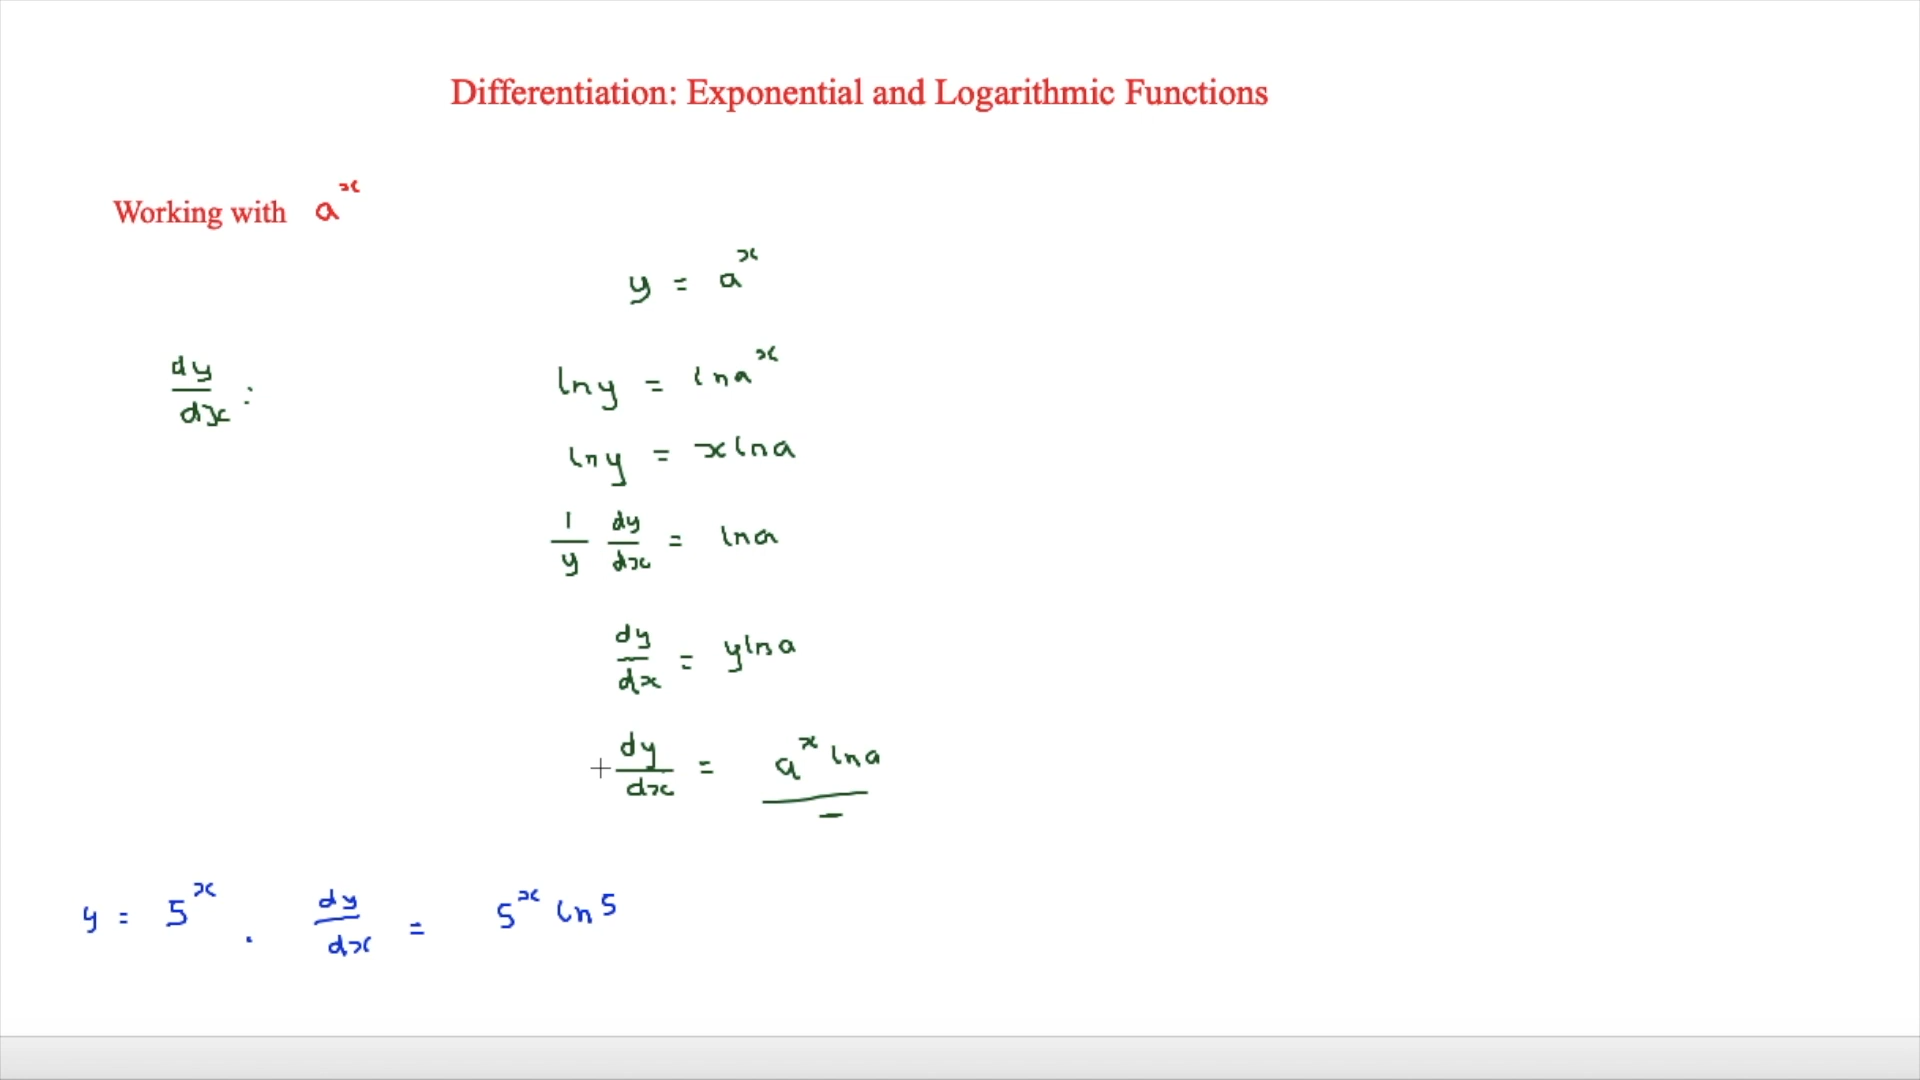 Differentiation: Exponential and Logarithmic Functions
Working with a^x
y = a^x
dy/dx :
ln y = ln a^x
ln y = x ln a
1/y dy/dx = ln a
dy/dx = y ln a
dy/dx = a^x ln a
y = 5^x . dy/dx = 5^x ln 5